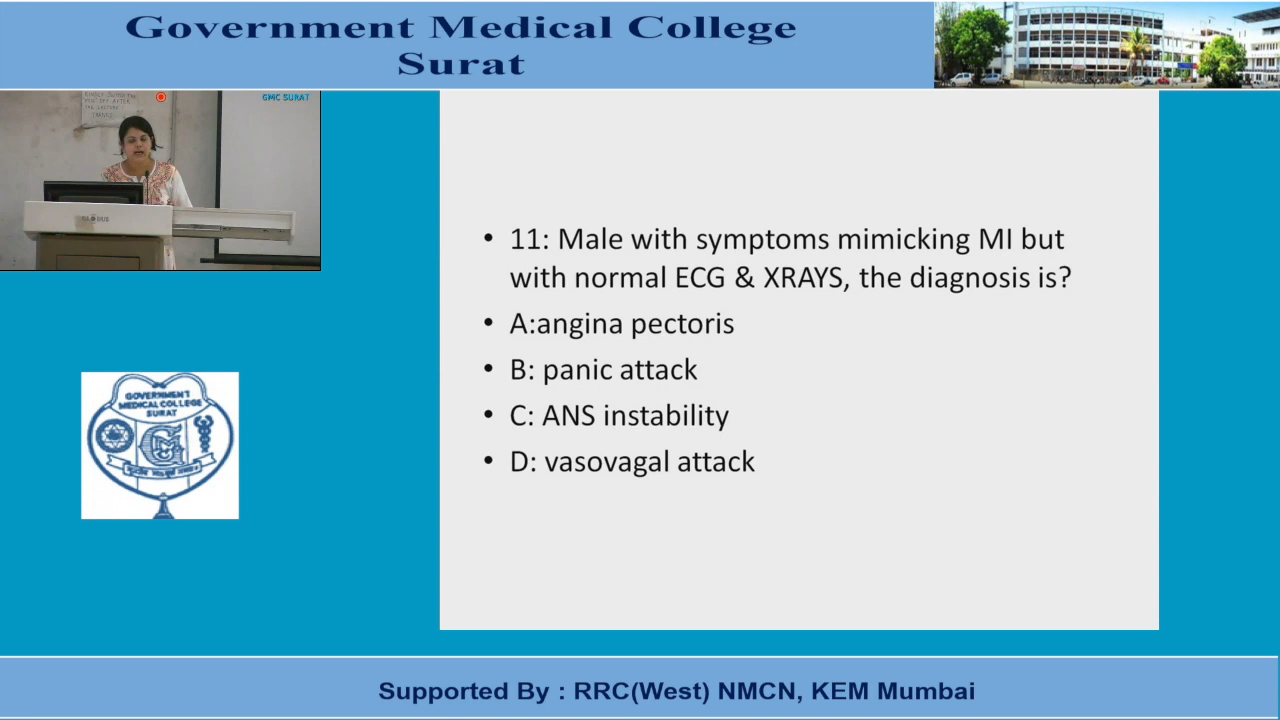 Government Medical College
Surat
GMC SURAT
• 11: Male with symptoms mimicking MI but
with normal ECG & XRAYS, the diagnosis is?
• A:angina pectoris
• B: panic attack
• C: ANS instability
• D: vasovagal attack
GOVERNMENT
MEDICAL COLLEGE
SURAT
Supported By : RRC(West) NMCN, KEM Mumbai